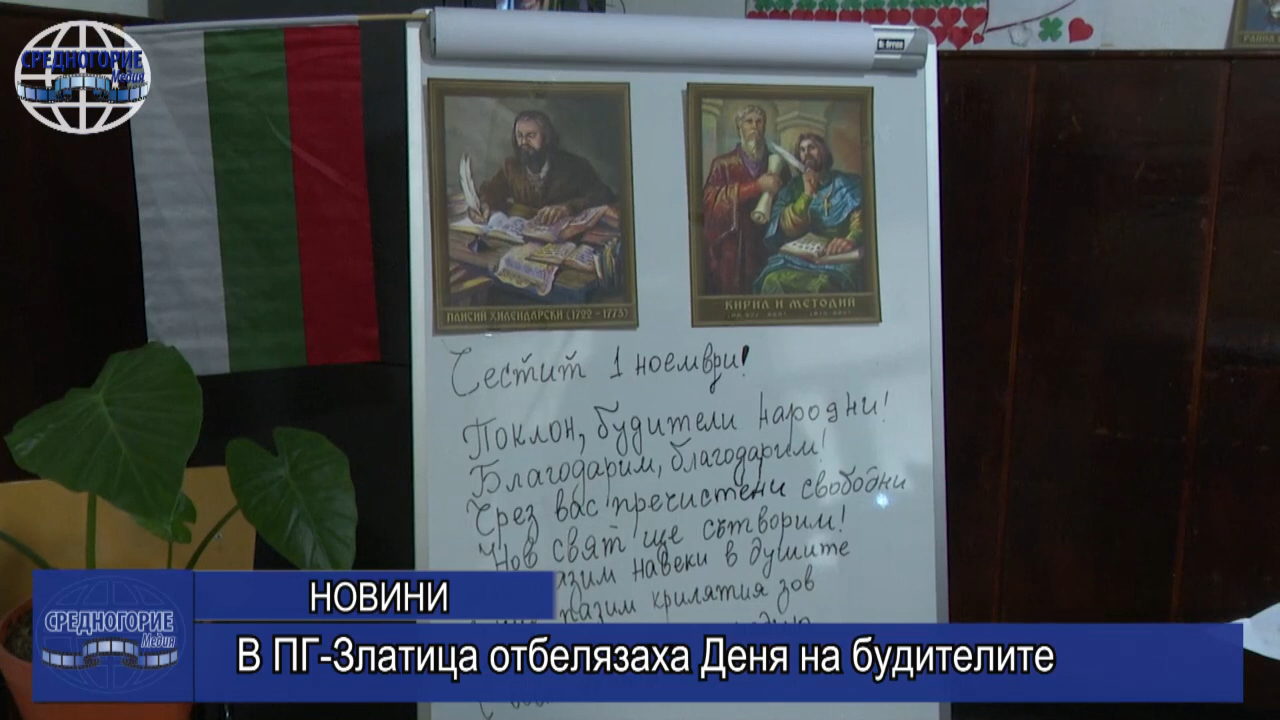 СРЕДНОГОРИЕ
Медия
ПАИСИЙ ХИЛЕНДАРСКИ (1722 - 1773)
КИРИЛ И МЕТОДИЙ
Честит 1 ноември!
Поклон, будители народни!
Благодарим, благодарим!
Чрез вас пречистени свободни
Нов свят ще сътворим!
навеки в душите
пазим крилятия зов
НОВИНИ
СРЕДНОГОРИЕ
Медия
В ПГ-Златица отбелязаха Деня на будителите